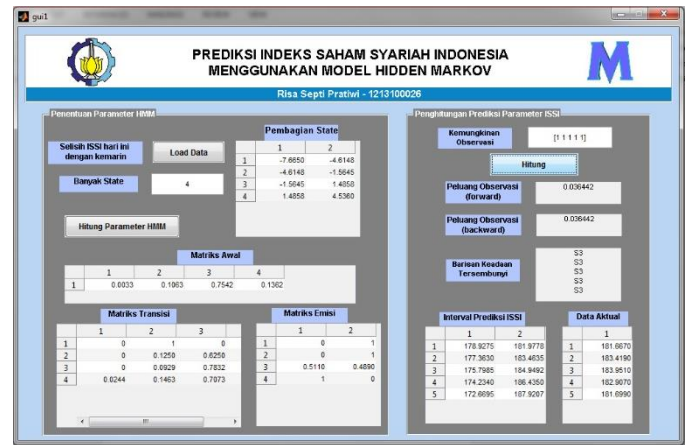 gui1
PREDIKSI INDEKS SAHAM SYARIAH INDONESIA
MENGGUNAKAN MODEL HIDDEN MARKOV
M
Risa Septi Pratiwi - 1213100026
Penentuan Parameter HMM
Selisih ISSI hari ini
dengan kemarin
Load Data
Banyak State
4
Hitung Parameter HMM
Pembagian State
1 2
1 -7.6650 -4.6148
2 -4.6148 -1.5645
3 -1.5645 1.4858
4 1.4858 4.5360
Matriks Awal
1 2 3 4
1 0.0033 0.1063 0.7542 0.1362
Matriks Transisi
1 2 3
1 0 1 0
2 0 0.1250 0.6250
3 0 0.0929 0.7832
4 0.0244 0.1463 0.7073
Matriks Emisi
1 2
1 0 1
2 0 1
3 0.5110 0.4890
4 1 0
Penghitungan Prediksi Parameter ISSI
Kemungkinan
Observasi
[1 1 1 1 1]
Hitung
Peluang Observasi
(forward)
0.036442
Peluang Observasi
(backward)
0.036442
Barisan Keadaan
Tersembunyi
S3
S3
S3
S3
S3
Interval Prediksi ISSI
1 2
1 178.9275 181.9778
2 177.3630 183.4635
3 175.7985 184.9492
4 174.2340 186.4350
5 172.6695 187.9207
Data Aktual
1
1 181.6670
2 183.4190
3 183.9510
4 182.9070
5 181.6990